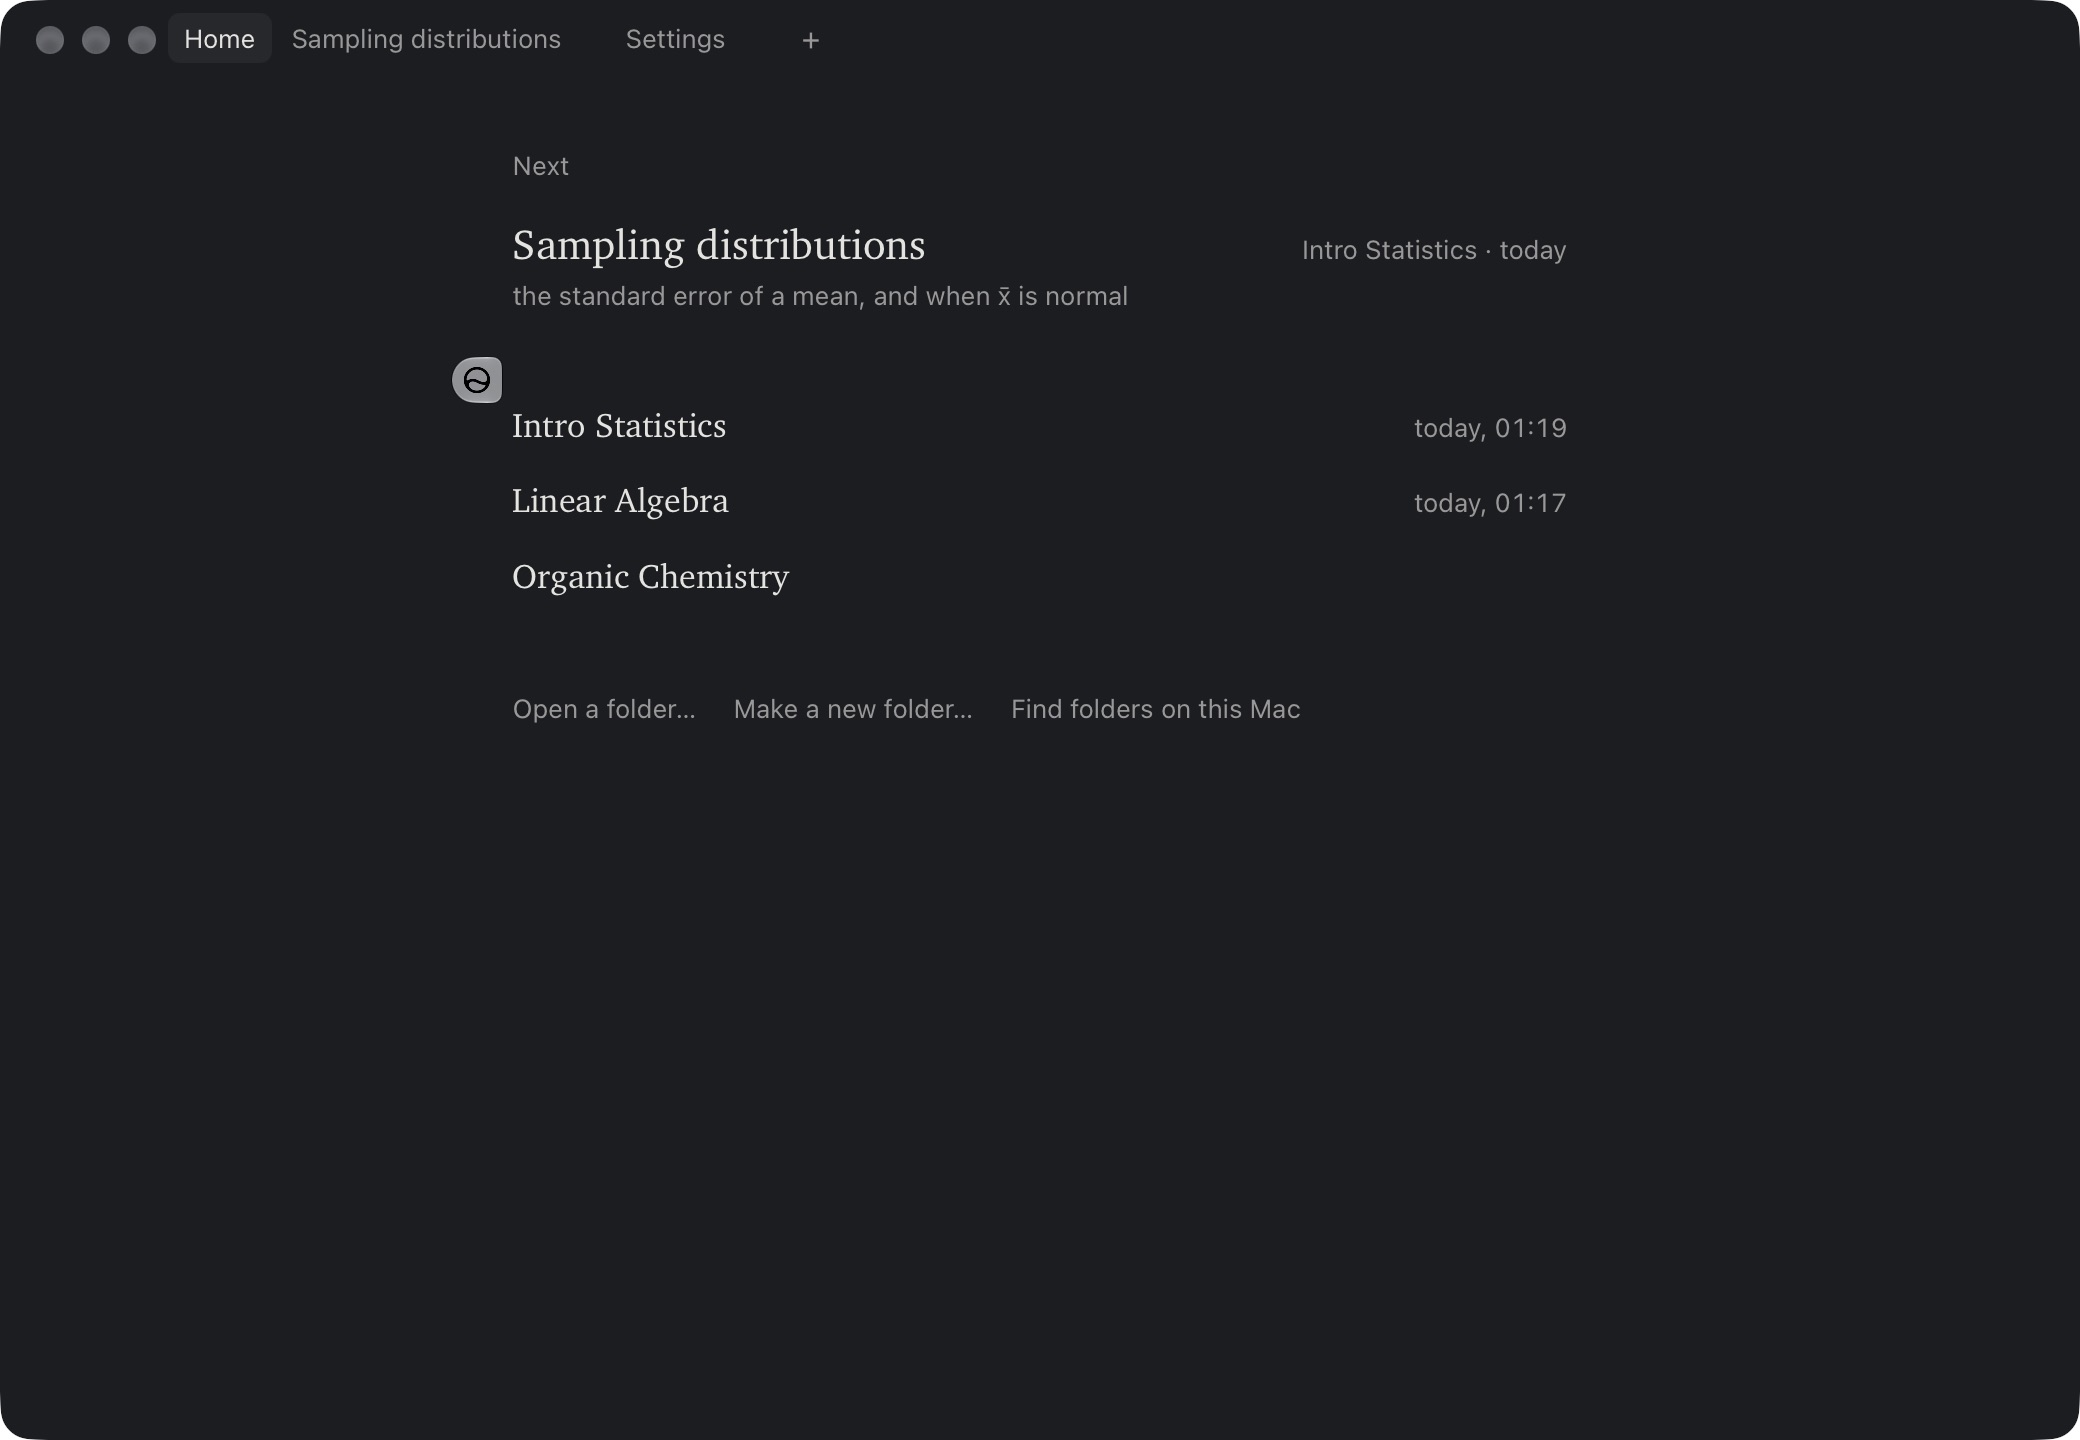 Home Sampling distributions Settings +
Next
Sampling distributions Intro Statistics · today
the standard error of a mean, and when x̄ is normal
Intro Statistics today, 01:19
Linear Algebra today, 01:17
Organic Chemistry
Open a folder... Make a new folder... Find folders on this Mac